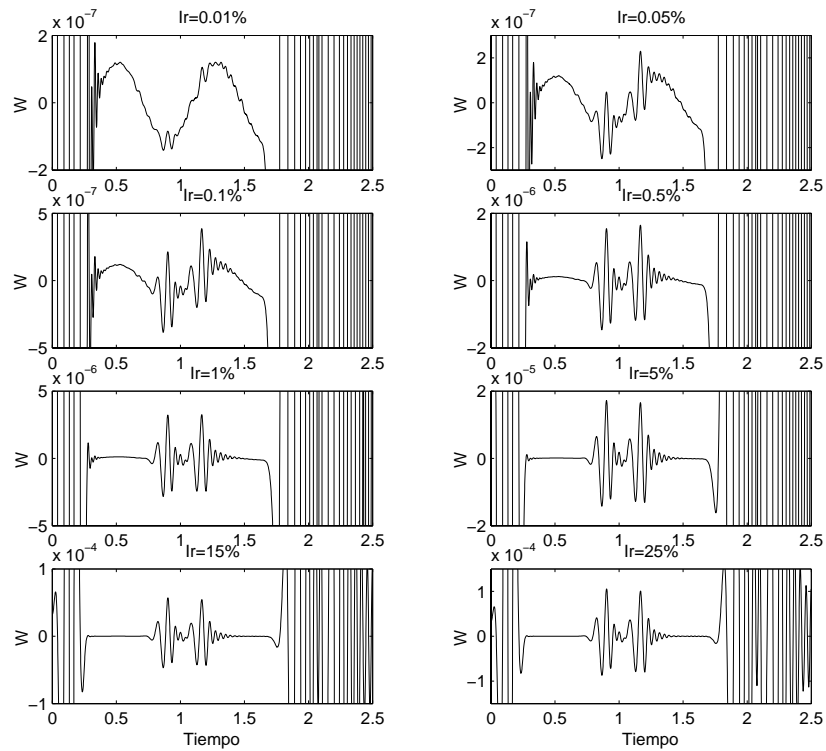 x 10⁻⁷ Ir=0.01%
2
0
−2
W
0 0.5 1 1.5 2 2.5
x 10⁻⁷ Ir=0.05%
2
0
−2
W
0 0.5 1 1.5 2 2.5
x 10⁻⁷ Ir=0.1%
5
0
−5
W
0 0.5 1 1.5 2 2.5
x 10⁻⁶ Ir=0.5%
2
0
−2
W
0 0.5 1 1.5 2 2.5
x 10⁻⁶ Ir=1%
5
0
−5
W
0 0.5 1 1.5 2 2.5
x 10⁻⁵ Ir=5%
2
0
−2
W
0 0.5 1 1.5 2 2.5
x 10⁻⁴ Ir=15%
1
0
−1
W
0 0.5 1 1.5 2 2.5
Tiempo
x 10⁻⁴ Ir=25%
1
0
−1
W
0 0.5 1 1.5 2 2.5
Tiempo